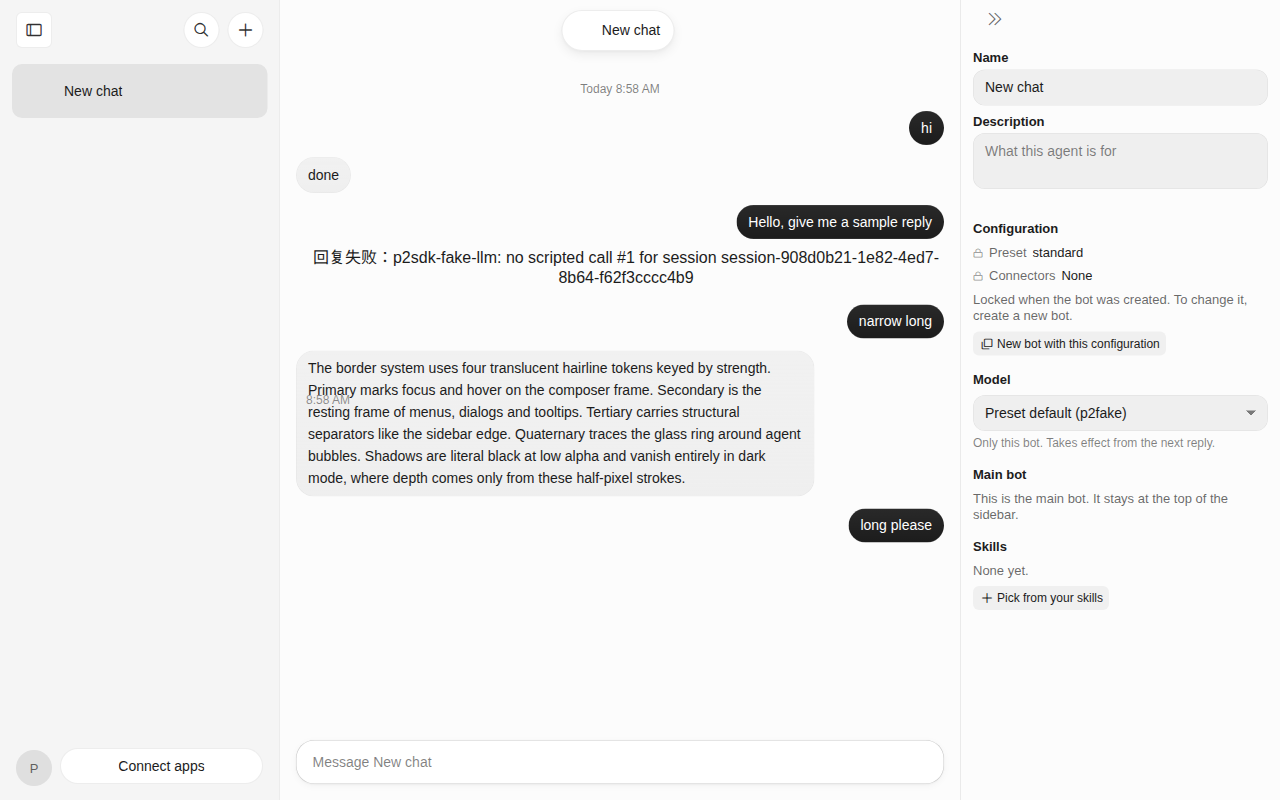 New chat
P
Connect apps
New chat
Today 8:58 AM
hi
done
Hello, give me a sample reply
回复失败：p2sdk-fake-llm: no scripted call #1 for session session-908d0b21-1e82-4ed7-
8b64-f62f3cccc4b9
narrow long
The border system uses four translucent hairline tokens keyed by strength.
Primary marks focus and hover on the composer frame. Secondary is the
8:58 AM
resting frame of menus, dialogs and tooltips. Tertiary carries structural
separators like the sidebar edge. Quaternary traces the glass ring around agent
bubbles. Shadows are literal black at low alpha and vanish entirely in dark
mode, where depth comes only from these half-pixel strokes.
long please
Message New chat
Name
New chat
Description
What this agent is for
Configuration
Preset standard
Connectors None
Locked when the bot was created. To change it,
create a new bot.
New bot with this configuration
Model
Preset default (p2fake)
Only this bot. Takes effect from the next reply.
Main bot
This is the main bot. It stays at the top of the
sidebar.
Skills
None yet.
Pick from your skills